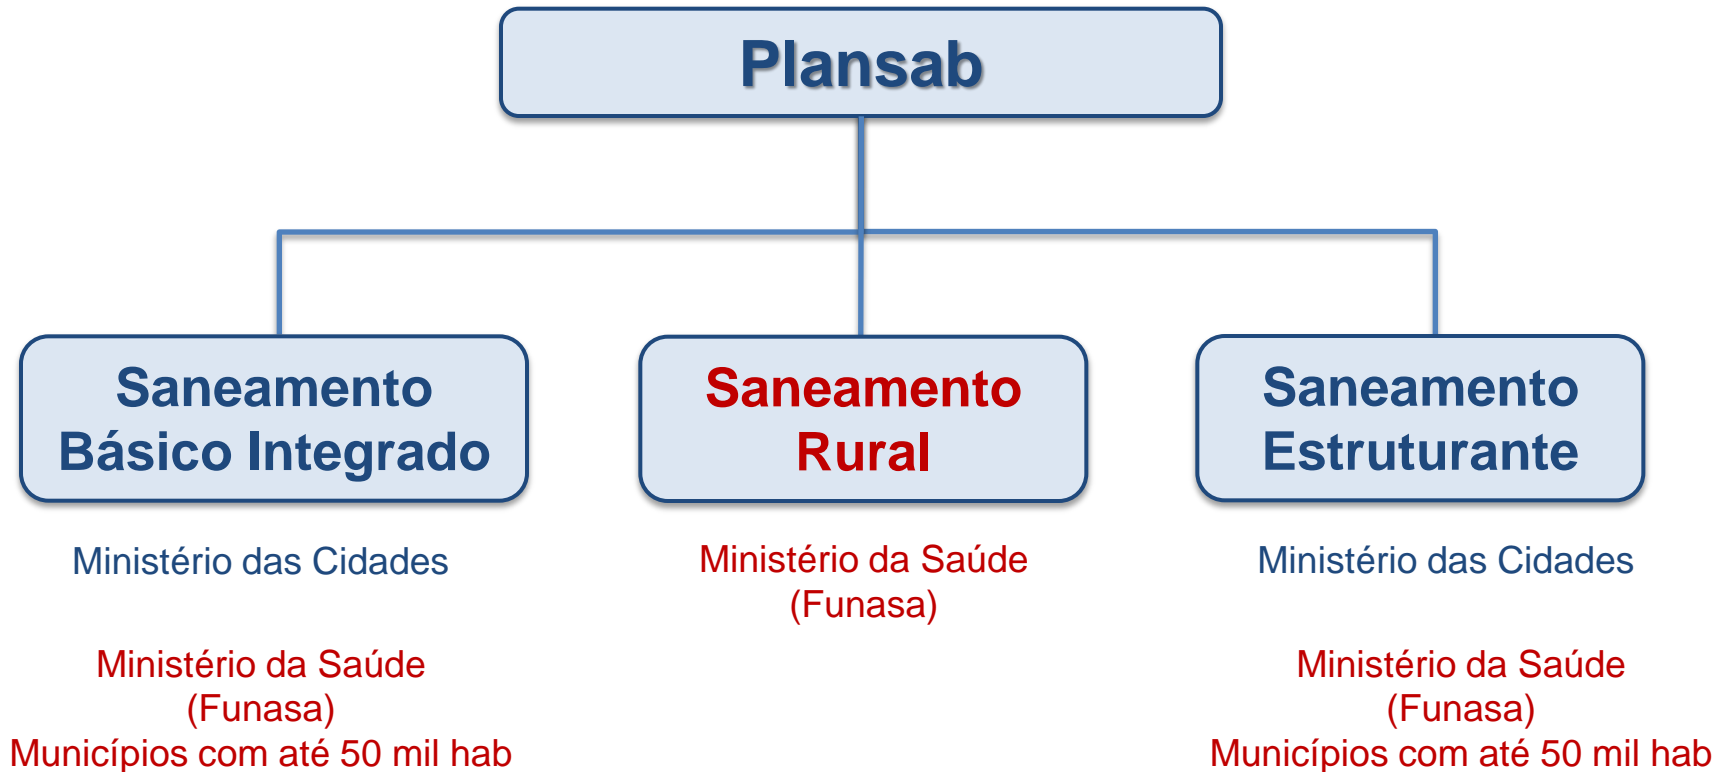 Plansab
Saneamento
Básico Integrado
Saneamento
Rural
Saneamento
Estruturante
Ministério das Cidades
Ministério da Saúde
(Funasa)
Municípios com até 50 mil hab
Ministério da Saúde
(Funasa)
Ministério das Cidades
Ministério da Saúde
(Funasa)
Municípios com até 50 mil hab